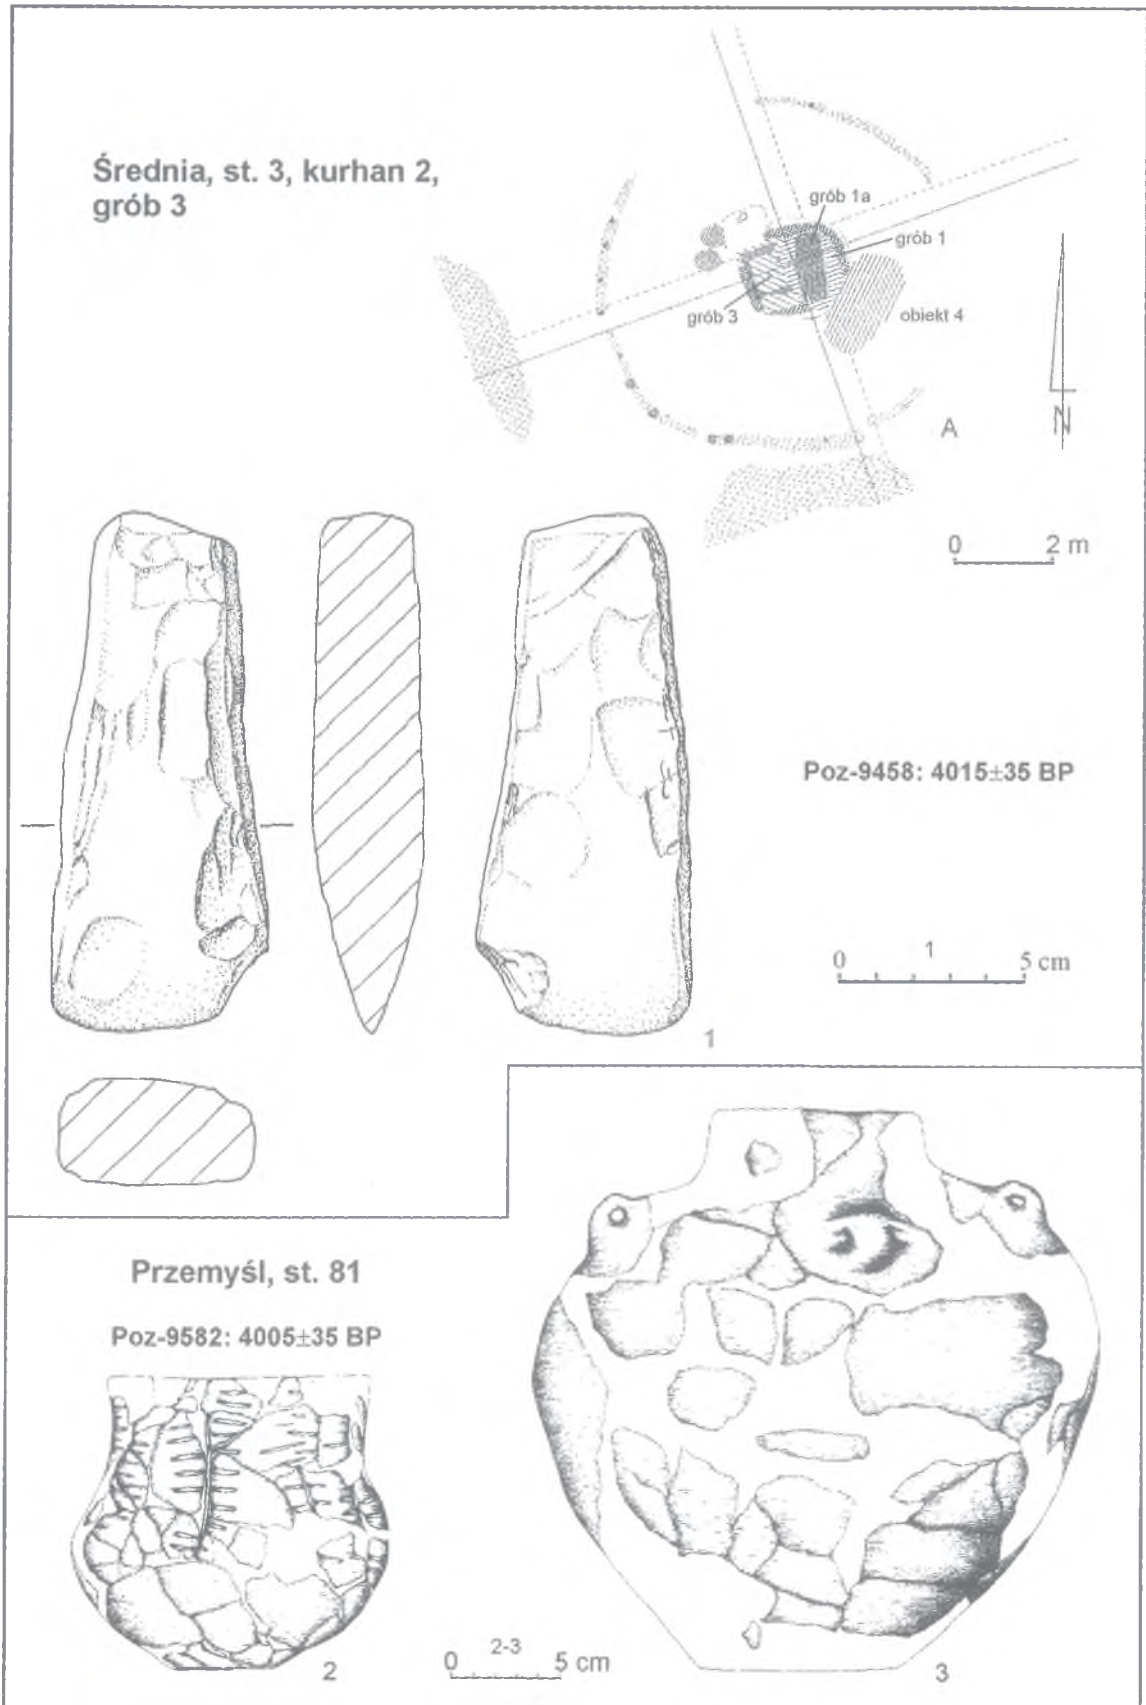 Średnia, st. 3, kurhan 2,
grób 3
grób 1a
grób 1
grób 3
obiekt 4
A
N
0 2 m
Poz-9458: 4015±35 BP
1
0 5 cm
1
Przemyśl, st. 81
Poz-9582: 4005±35 BP
2
2-3
0 5 cm
3